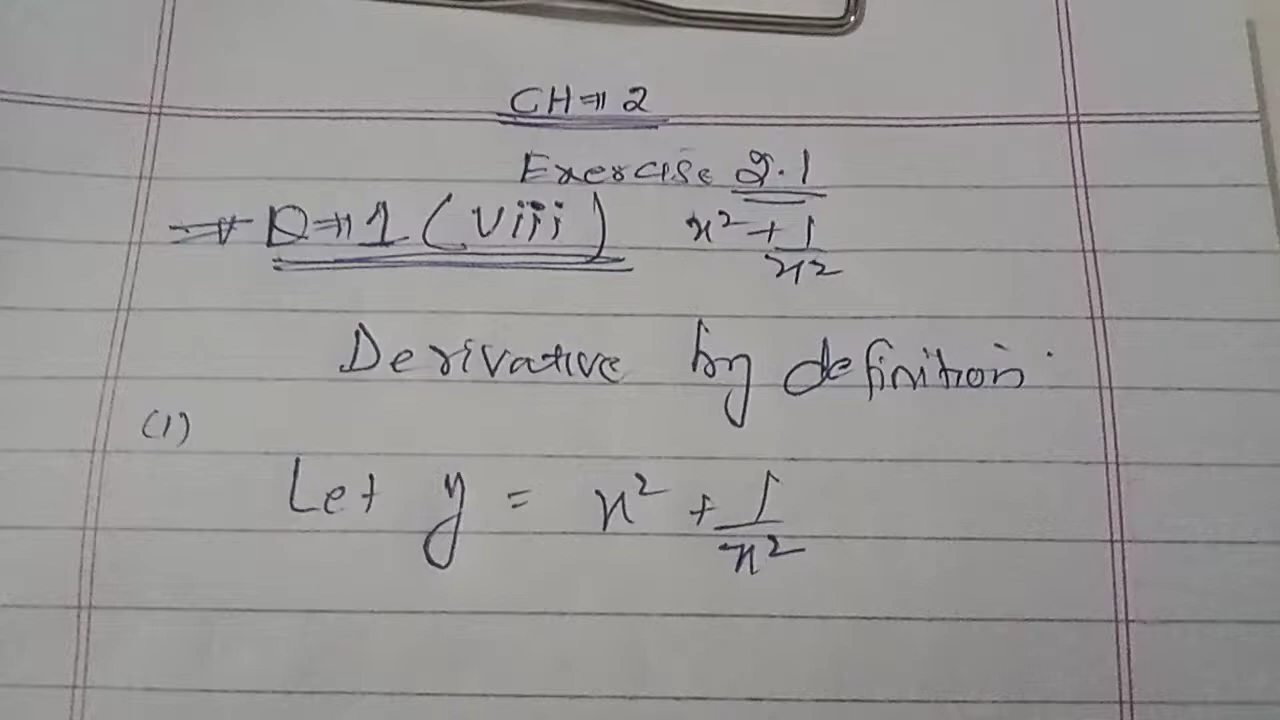 CH=|| 2
Exercise 2.1
⇒ Q=|| 1 (viii) x² + 1/x²
Derivative by definition.
(1)
Let y = x² + 1/x²